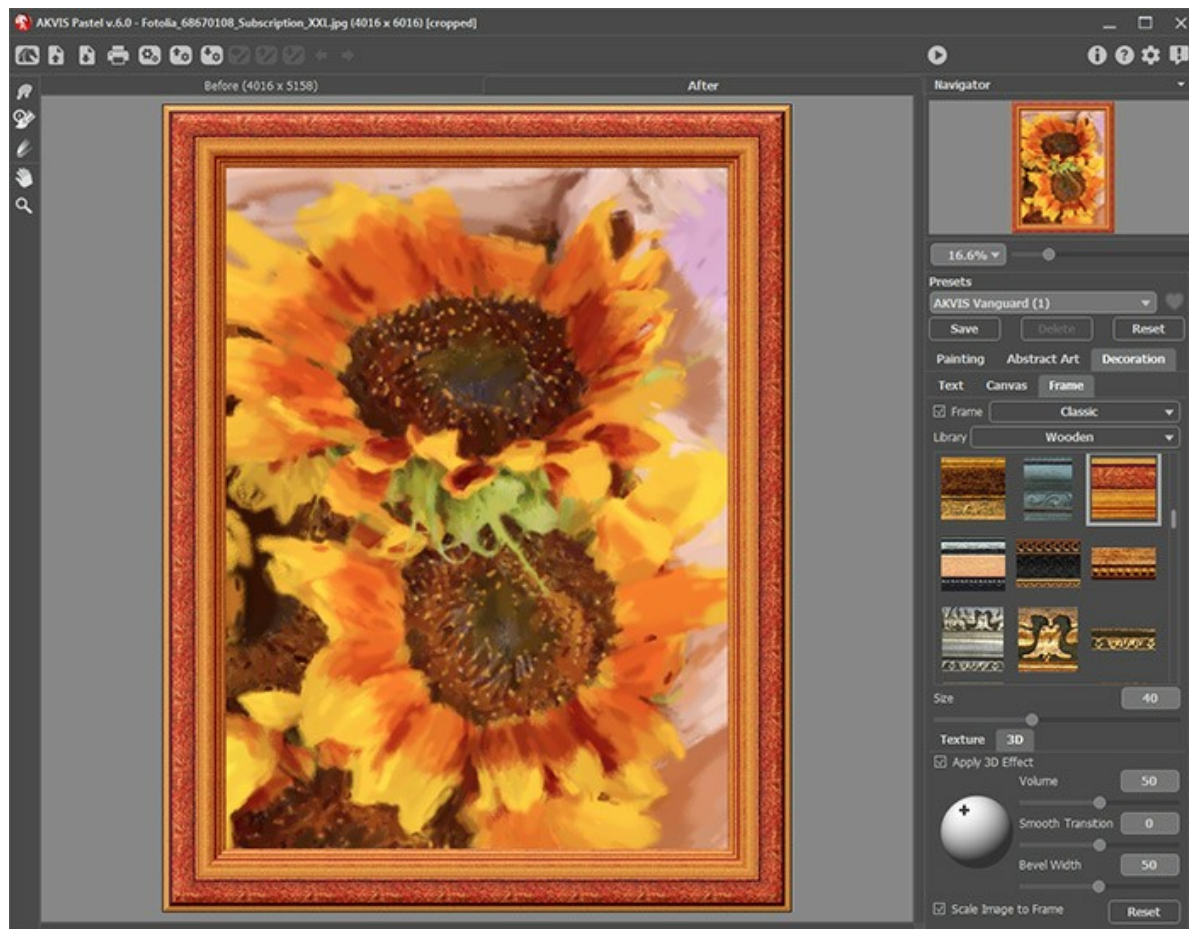 AKVIS Pastel v.6.0 - Fotolia_68670108_Subscription_XXL.jpg (4016 x 6016) [cropped]
Before (4016 x 5158)
After
Navigator
16.6%
Presets
AKVIS Vanguard (1)
Save Delete Reset
Painting Abstract Art Decoration
Text Canvas Frame
Frame Classic
Library Wooden
Size 40
Texture 3D
Apply 3D Effect
Volume 50
Smooth Transition 0
Bevel Width 50
Scale Image to Frame Reset